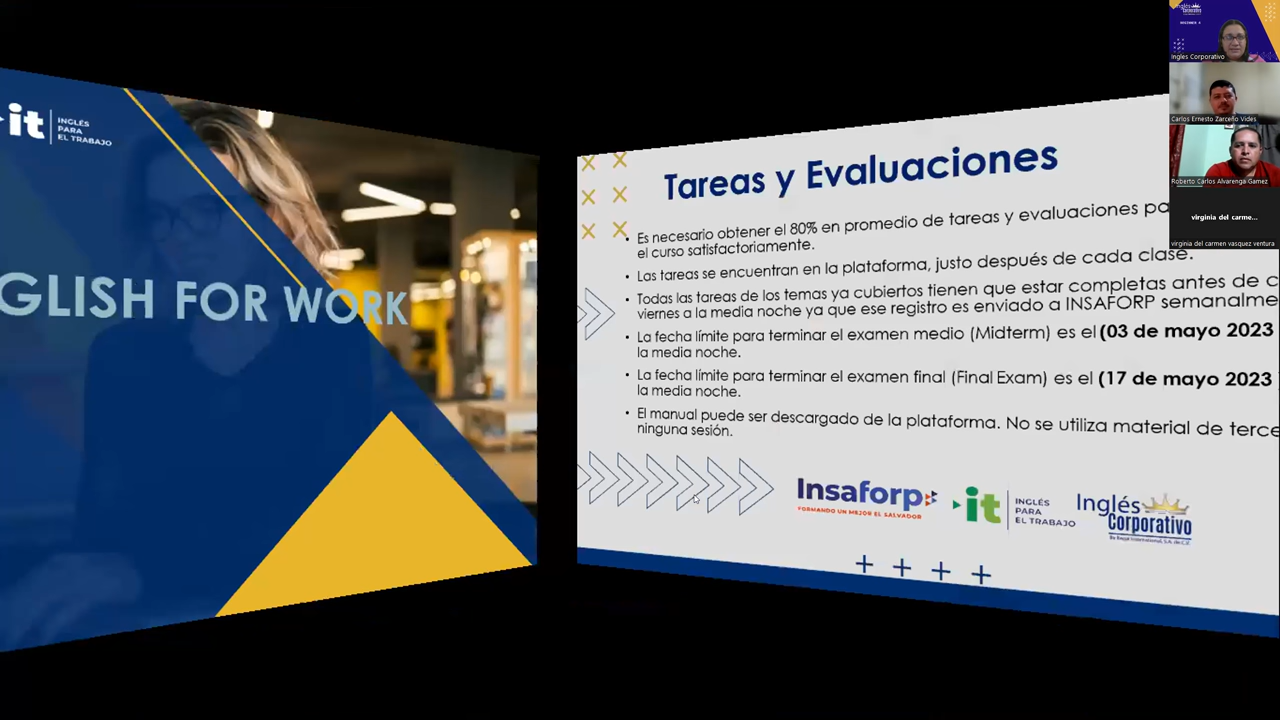 it
INGLÉS
PARA
EL TRABAJO
GLISH FOR WORK
Tareas y Evaluaciones
• Es necesario obtener el 80% en promedio de tareas y evaluaciones pa
el curso satisfactoriamente.
• Las tareas se encuentran en la plataforma, justo después de cada clase.
• Todas las tareas de los temas ya cubiertos tienen que estar completas antes de c
viernes a la media noche ya que ese registro es enviado a INSAFORP semanalme
• La fecha límite para terminar el examen medio (Midterm) es el (03 de mayo 2023
la media noche.
• La fecha límite para terminar el examen final (Final Exam) es el (17 de mayo 2023
la media noche.
• El manual puede ser descargado de la plataforma. No se utiliza material de terce
ninguna sesión.
Insaforp
FORMANDO UN MEJOR EL SALVADOR
it
INGLÉS
PARA
EL TRABAJO
Inglés
Corporativo
Inglés
Corporativo
Ingles Corporativo
Carlos Ernesto Zarceño Vides
Roberto Carlos Alvarenga Gamez
virginia del carme...
virginia del carmen vasquez ventura